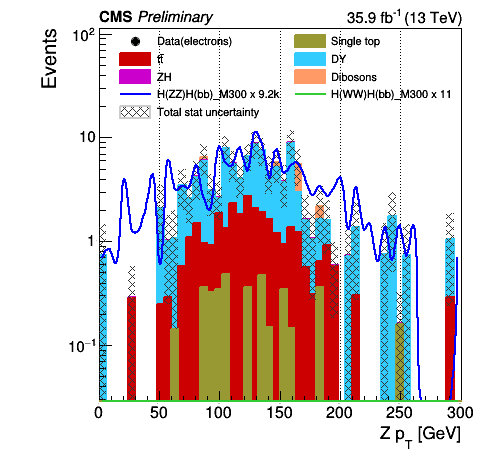 CMS Preliminary 35.9 fb⁻¹ (13 TeV)
Events
Data(electrons) Single top
tt̄ DY
ZH Dibosons
H(ZZ)H(bb)_M300 x 9.2k H(WW)H(bb)_M300 x 11
Total stat uncertainty
10²
10
1
10⁻¹
0 50 100 150 200 250 300
Z p_T [GeV]